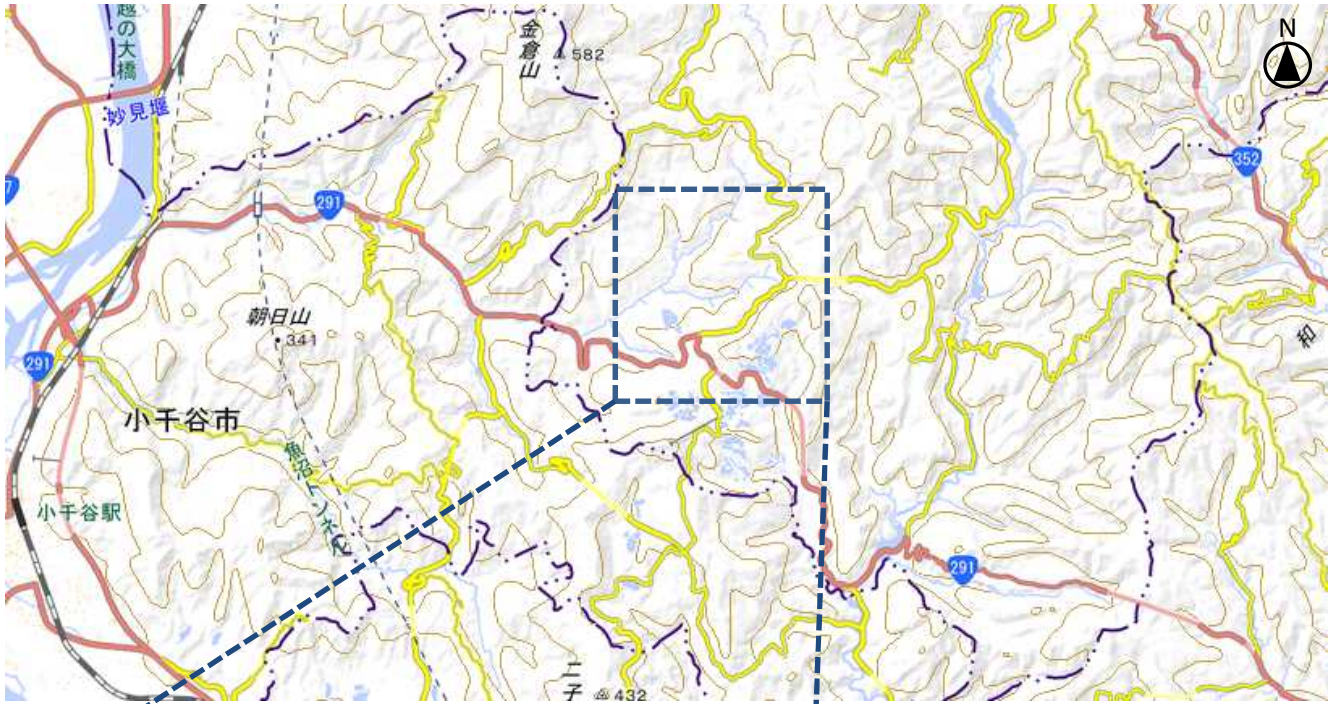 越の大橋
金倉山
582
N
妙見堰
352
7
291
朝日山
341
和
291
小千谷市
魚沼トンネル
小千谷駅
291
二子
432